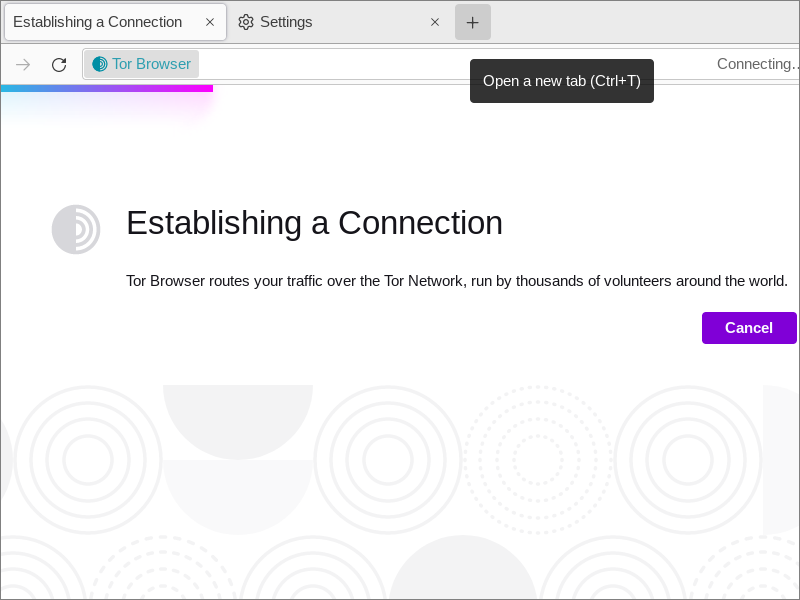 Establishing a Connection
Settings
Tor Browser
Connecting…
Open a new tab (Ctrl+T)
Establishing a Connection
Tor Browser routes your traffic over the Tor Network, run by thousands of volunteers around the world.
Cancel